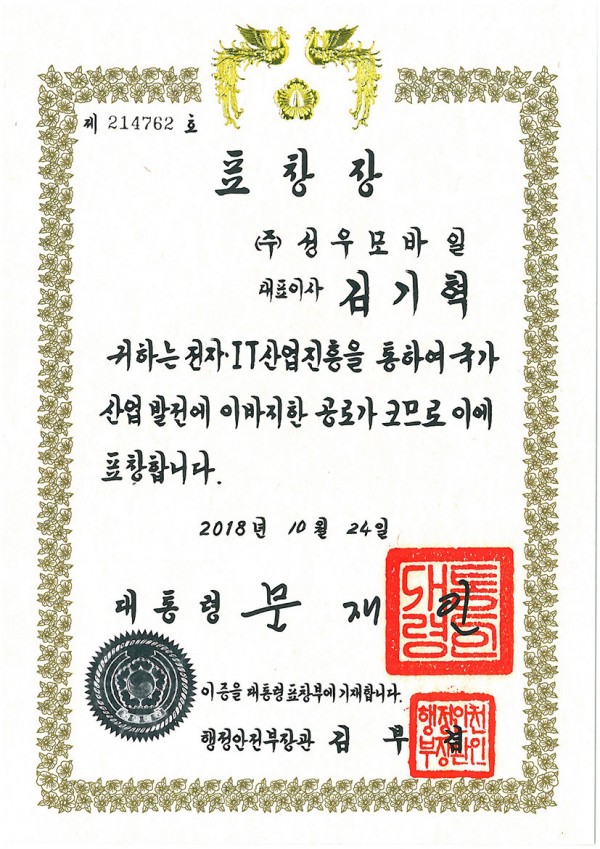 제 214762 호
표 창 장
(주) 성우모바일
대표이사 김기혁
귀하는 전자·IT산업진흥을 통하여 국가
산업 발전에 이바지한 공로가 크므로 이에
표창합니다.
2018년 10월 24일
대통령 문재인
대통령
이 증을 대통령표창부에 기재합니다.
행정안전부장관 김부겸
행정안전
부장관인